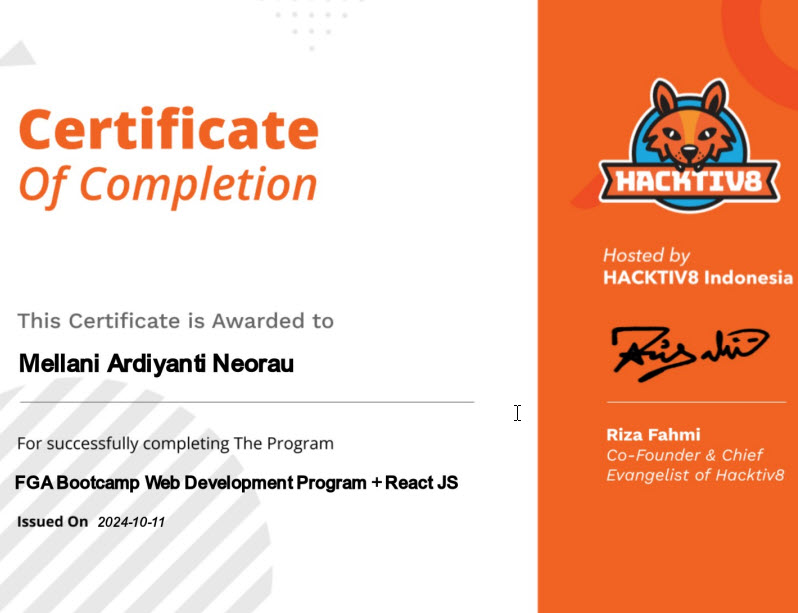 Certificate
Of Completion
This Certificate is Awarded to
Mellani Ardiyanti Neorau
For successfully completing The Program
FGA Bootcamp Web Development Program + React JS
Issued On 2024-10-11
HACKTIV8
Hosted by
HACKTIV8 Indonesia
Riza Fahmi
Co-Founder & Chief
Evangelist of Hacktiv8